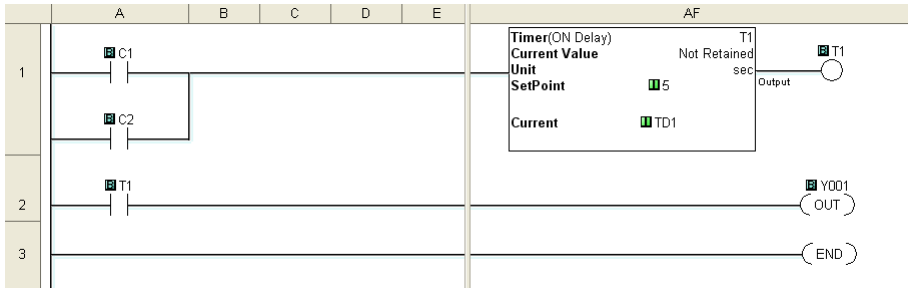 A B C D E AF
1
B C1
B C2
Timer(ON Delay) T1
Current Value Not Retained
Unit sec
SetPoint I 5
Current I TD1
Output
B T1
2
B T1
B Y001
OUT
3
END